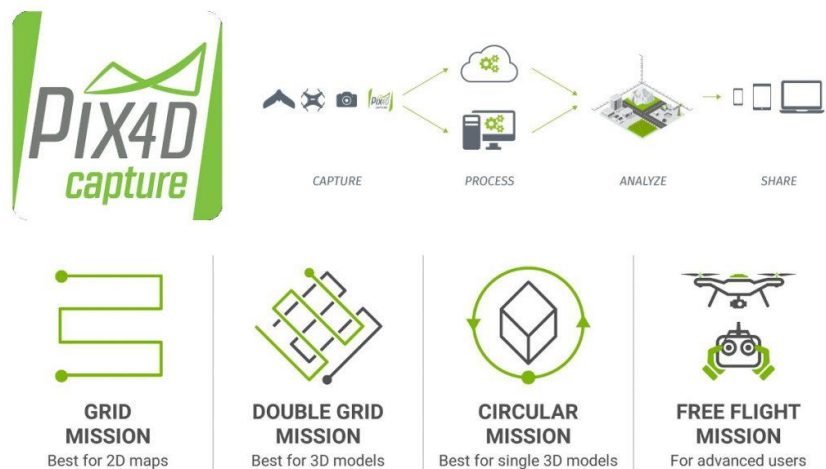 PIX4D
capture
Pix4D
CAPTURE
PROCESS
ANALYZE
SHARE
GRID
MISSION
Best for 2D maps
DOUBLE GRID
MISSION
Best for 3D models
CIRCULAR
MISSION
Best for single 3D models
FREE FLIGHT
MISSION
For advanced users